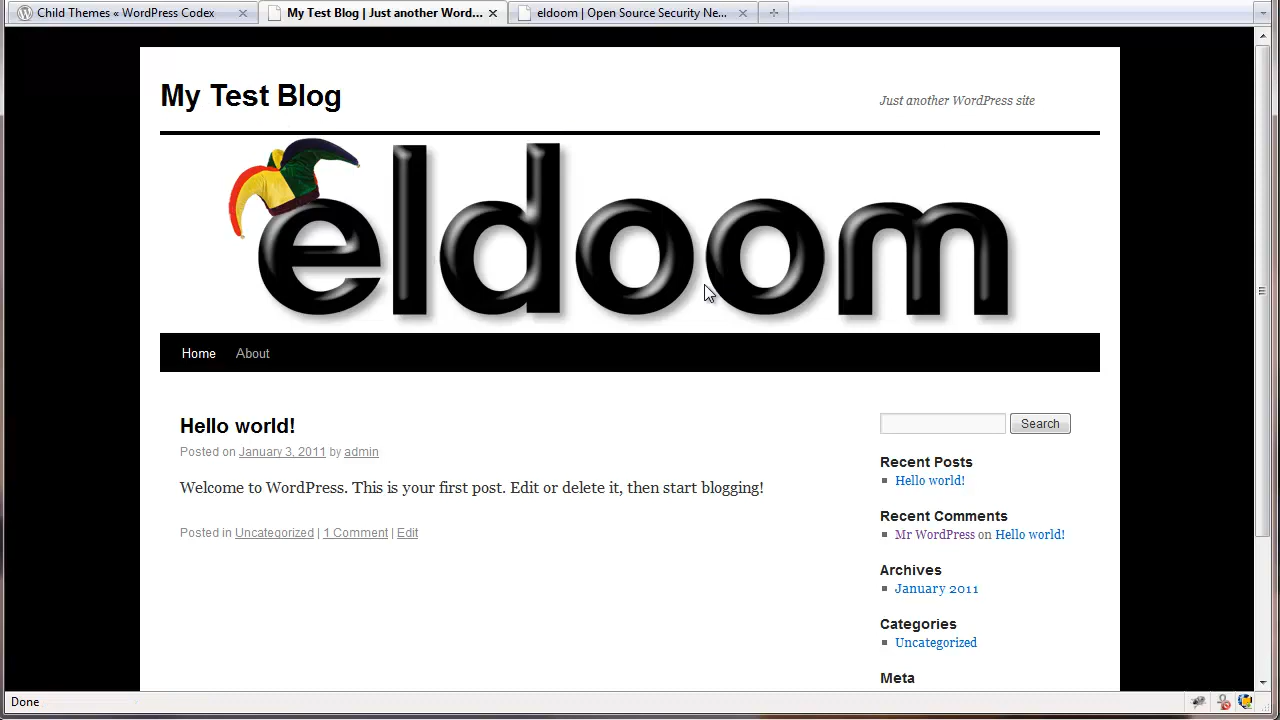 Child Themes « WordPress Codex
My Test Blog | Just another Word...
eldoom | Open Source Security Ne...
My Test Blog
Just another WordPress site
eldoom
Home
About
Hello world!
Posted on January 3, 2011 by admin
Welcome to WordPress. This is your first post. Edit or delete it, then start blogging!
Posted in Uncategorized | 1 Comment | Edit
Search
Recent Posts
Hello world!
Recent Comments
Mr WordPress on Hello world!
Archives
January 2011
Categories
Uncategorized
Meta
Done